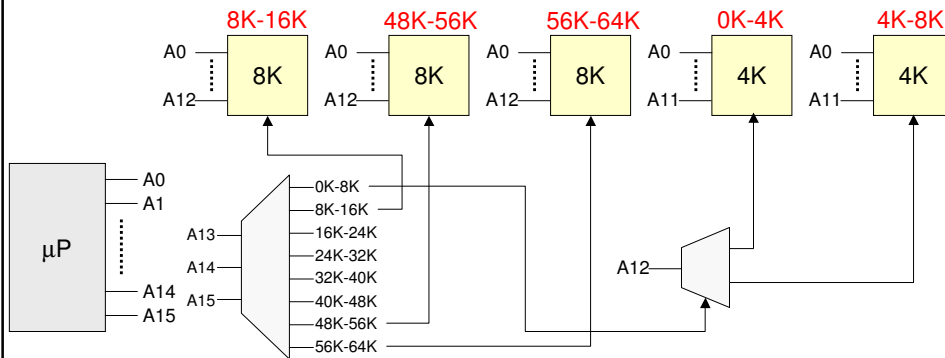 8K-16K 48K-56K 56K-64K 0K-4K 4K-8K
A0 A0 A0 A0 A0
8K 8K 8K 4K 4K
A12 A12 A12 A11 A11
A0
A1
μP
A14
A15
A13
A14
A15
0K-8K
8K-16K
16K-24K
24K-32K
32K-40K
40K-48K
48K-56K
56K-64K
A12